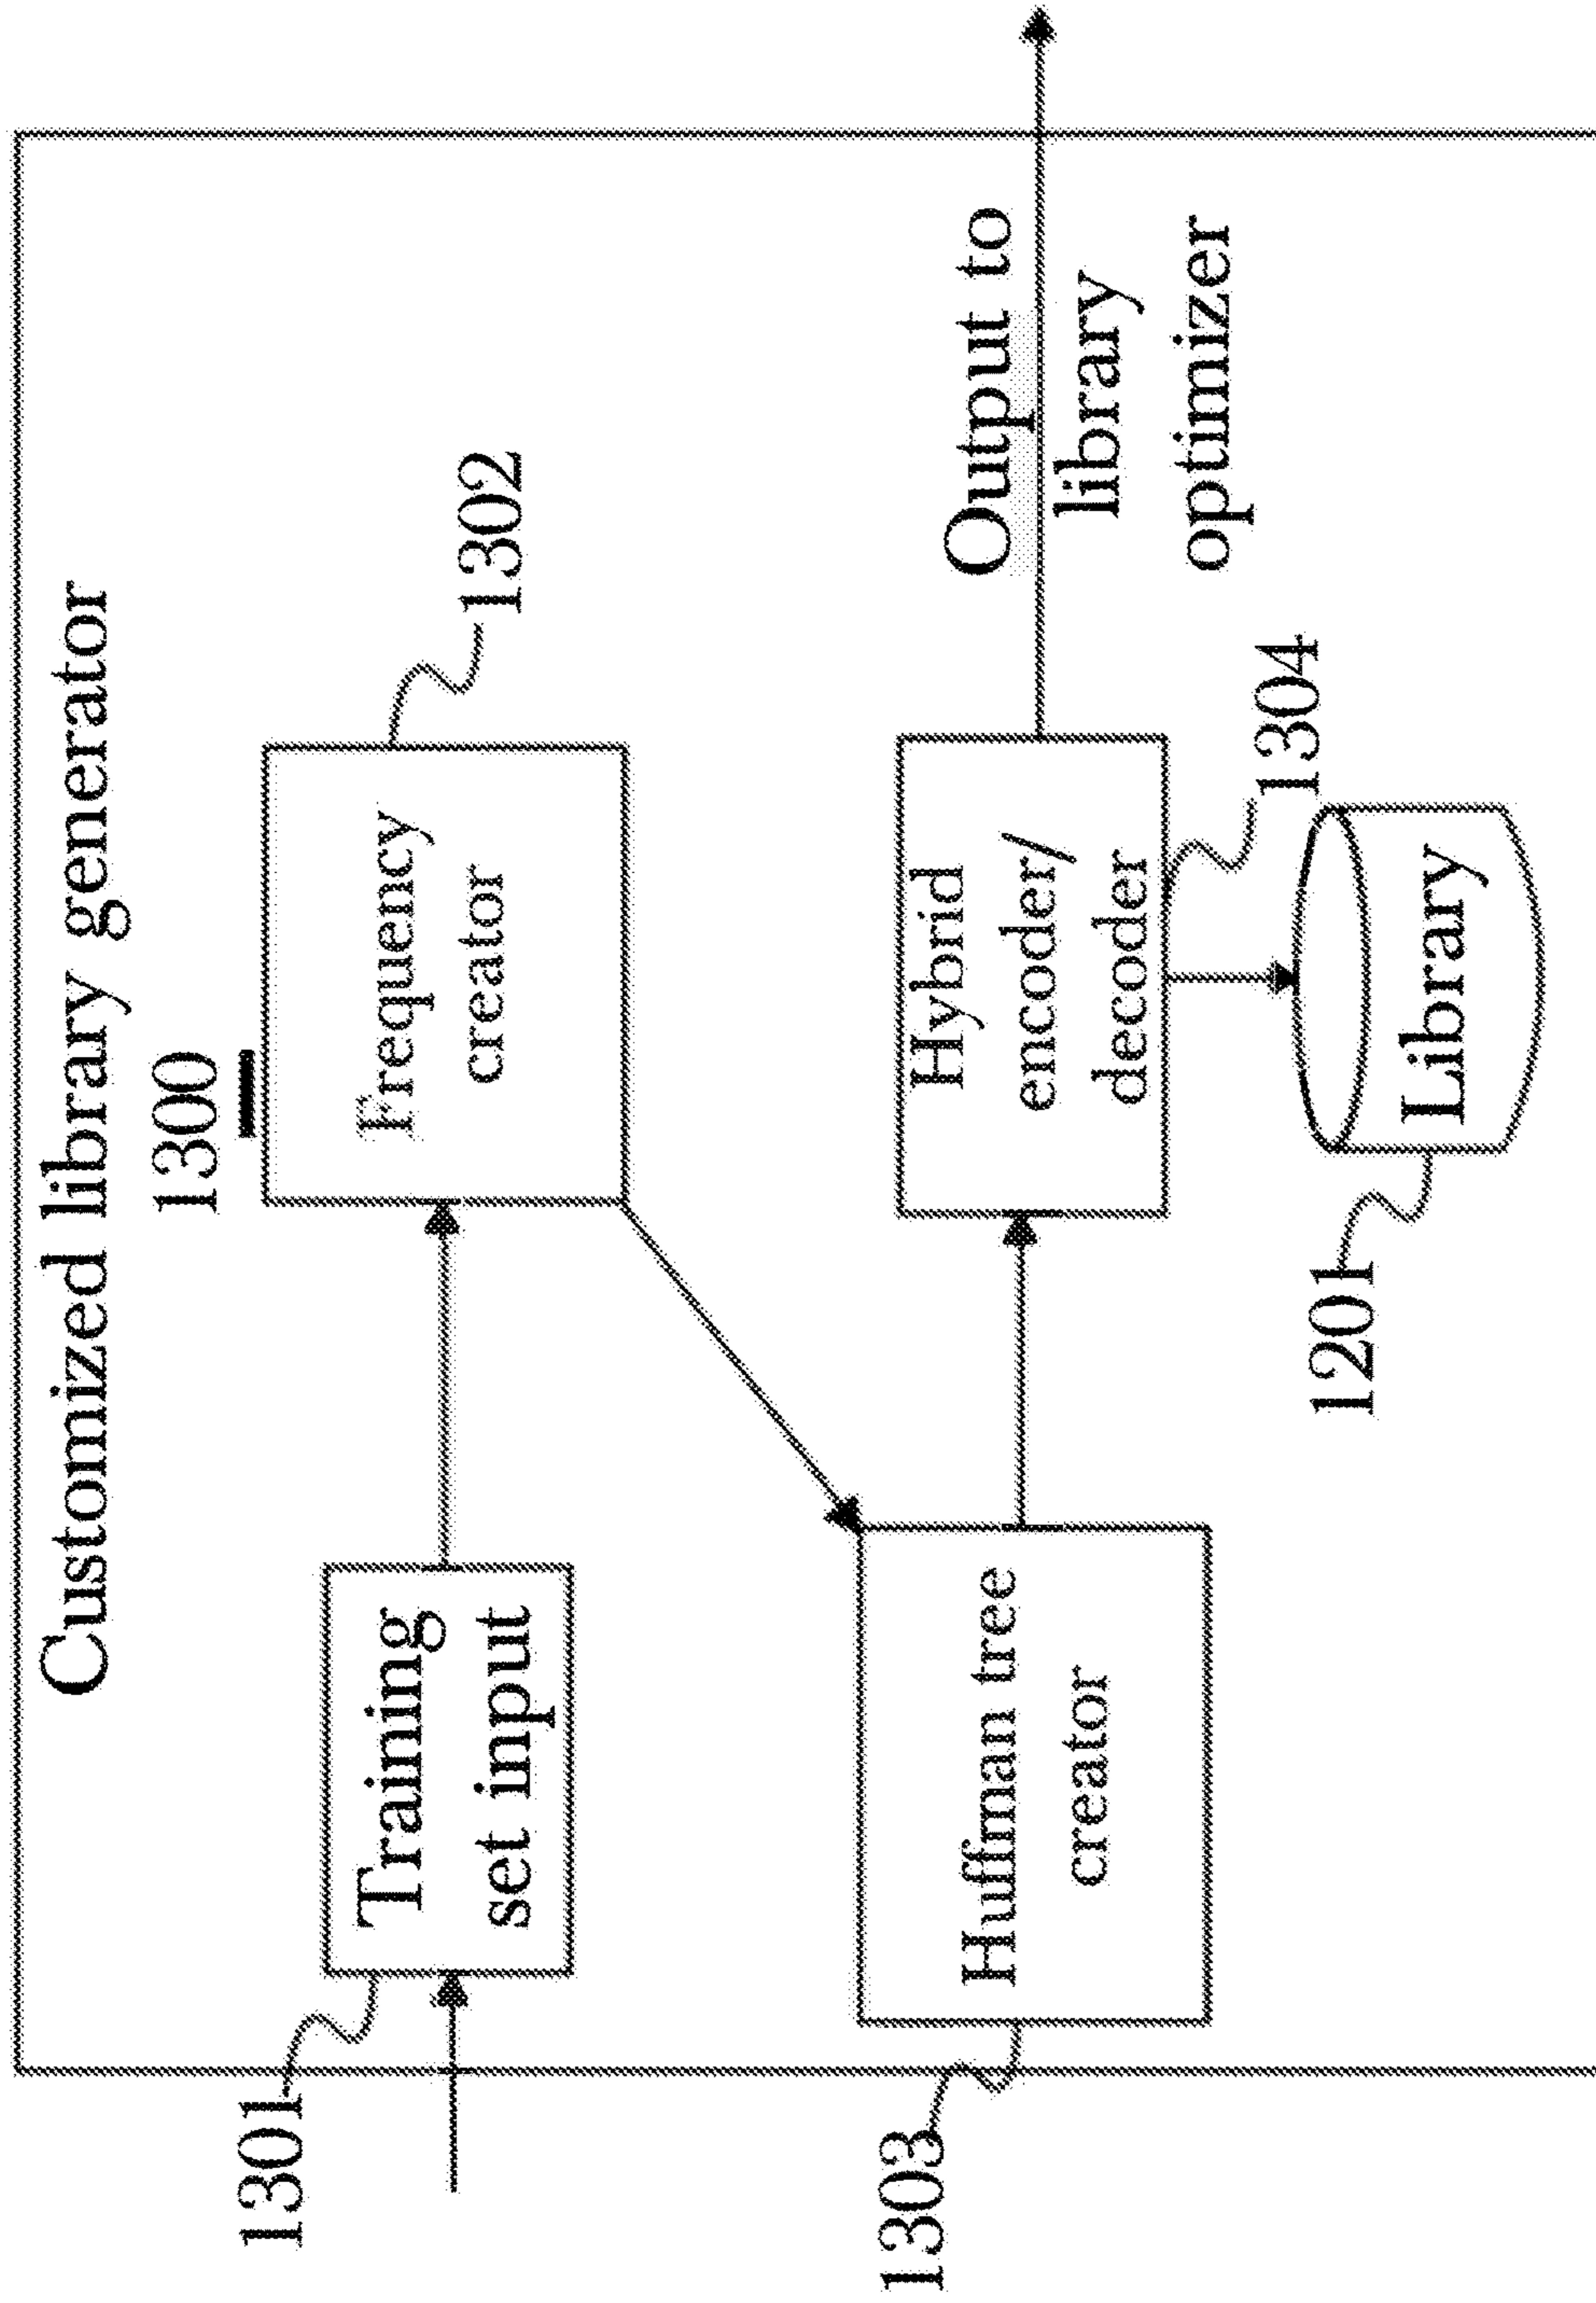 Customized library generator
1300
1301
Training
set input
Frequency
creator
1302
1303
Huffman tree
creator
Hybrid
encoder/
decoder
1304
Output to
library
optimizer
1201
Library